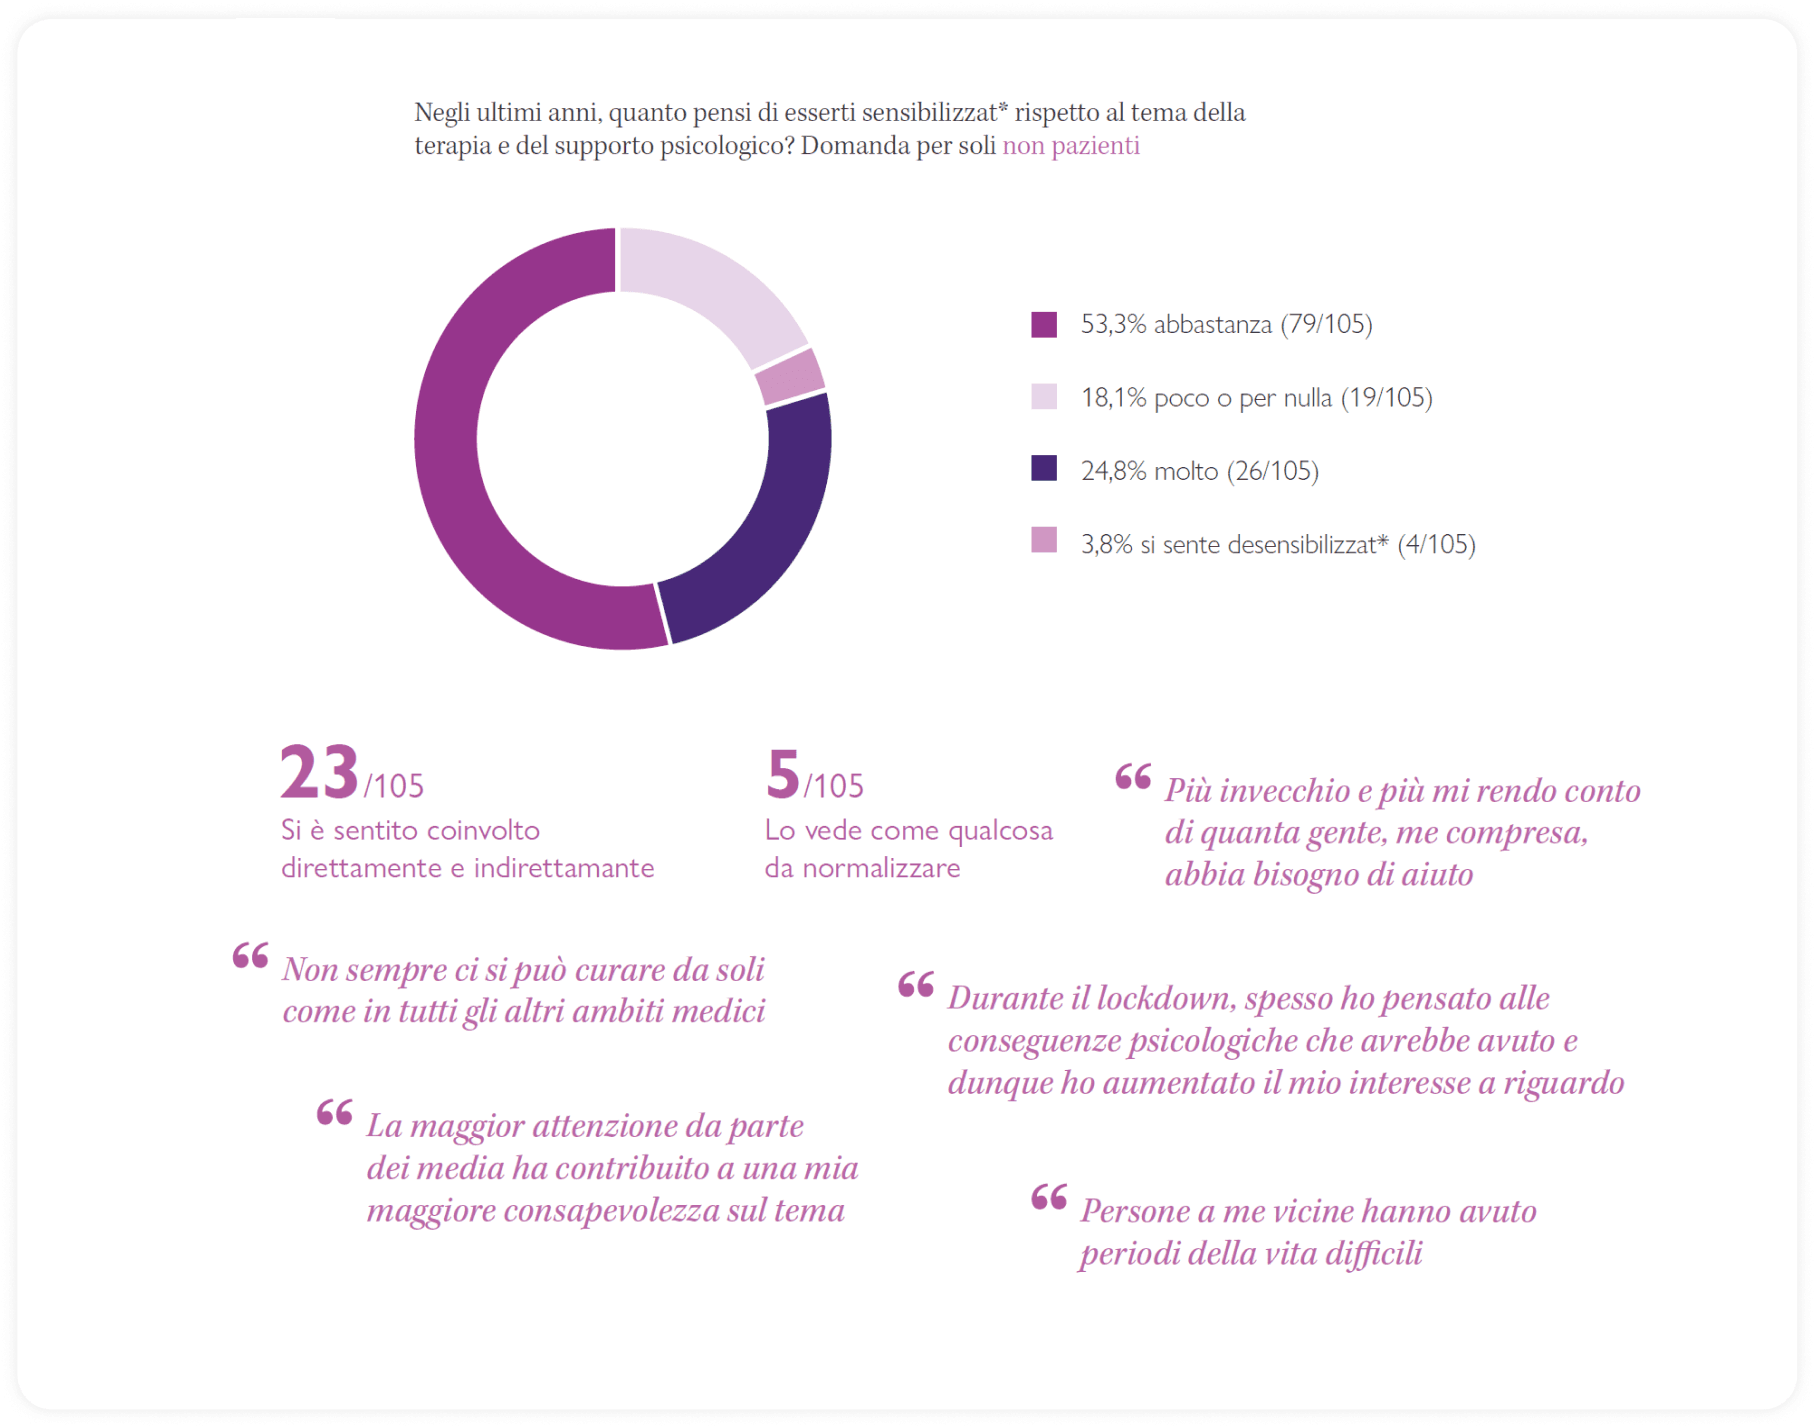 Negli ultimi anni, quanto pensi di esserti sensibilizzat* rispetto al tema della
terapia e del supporto psicologico? Domanda per soli non pazienti
53,3% abbastanza (79/105)
18,1% poco o per nulla (19/105)
24,8% molto (26/105)
3,8% si sente desensibilizzat* (4/105)
23/105
Si è sentito coinvolto
direttamente e indirettamante
5/105
Lo vede come qualcosa
da normalizzare
“ Più invecchio e più mi rendo conto
di quanta gente, me compresa,
abbia bisogno di aiuto
“ Non sempre ci si può curare da soli
come in tutti gli altri ambiti medici
“ Durante il lockdown, spesso ho pensato alle
conseguenze psicologiche che avrebbe avuto e
dunque ho aumentato il mio interesse a riguardo
“ La maggior attenzione da parte
dei media ha contribuito a una mia
maggiore consapevolezza sul tema
“ Persone a me vicine hanno avuto
periodi della vita difficili